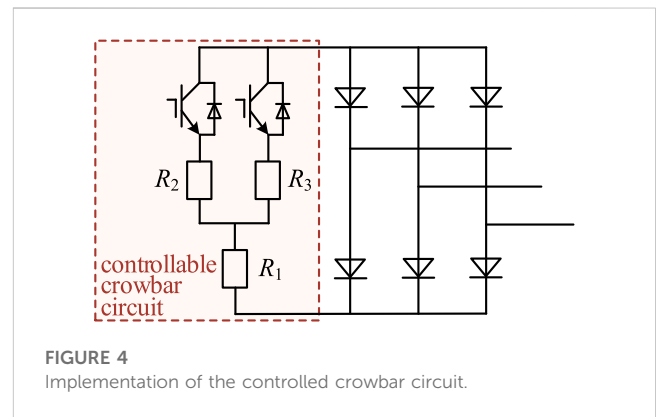 R2 R3
controllable R1
crowbar
circuit
FIGURE 4
Implementation of the controlled crowbar circuit.